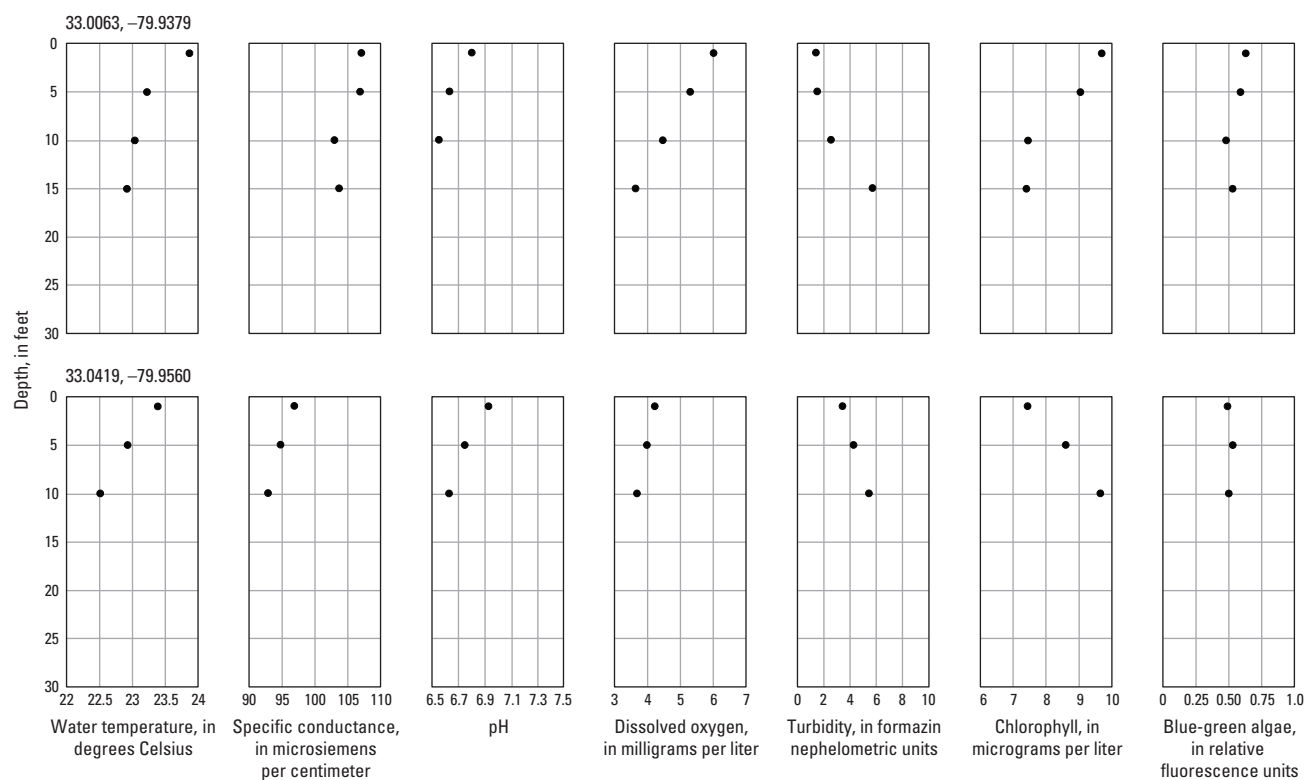 33.0063, –79.9379
0
5
10
15
20
25
30
Depth, in feet
33.0419, –79.9560
0
5
10
15
20
25
30
22 22.5 23 23.5 24
90 95 100 105 110
6.5 6.7 6.9 7.1 7.3 7.5
3 4 5 6 7
0 2 4 6 8 10
6 7 8 9 10
0 0.25 0.50 0.75 1.0
Water temperature, in
degrees Celsius
Specific conductance,
in microsiemens
per centimeter
pH
Dissolved oxygen,
in milligrams per liter
Turbidity, in formazin
nephelometric units
Chlorophyll, in
micrograms per liter
Blue-green algae,
in relative
fluorescence units